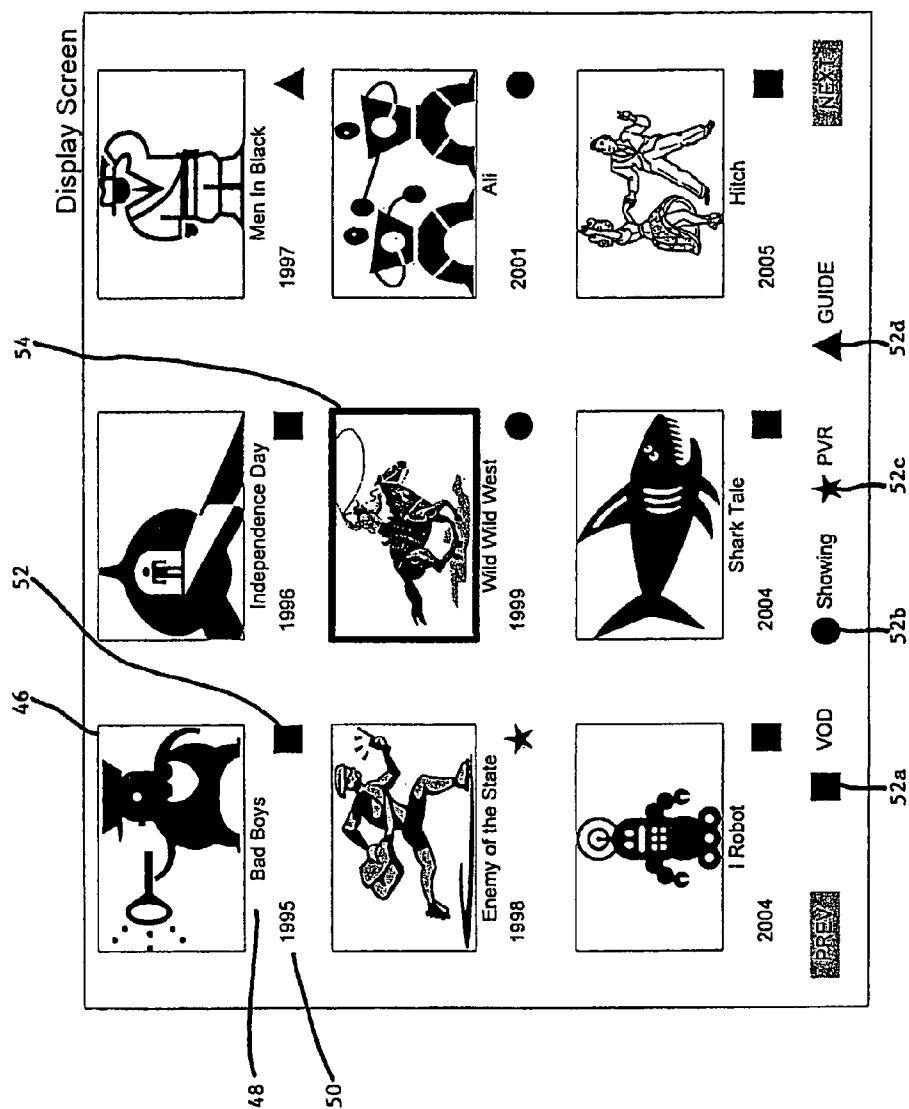 Display Screen
46
52
54
Bad Boys
Independence Day
Men In Black
48
1995
1996
1997
50
Enemy of the State
Wild Wild West
Ali
1998
1999
2001
I Robot
Shark Tale
Hitch
2004
2004
2005
PREV
VOD
Showing
PVR
GUIDE
NEXT
52a
52b
52c
52d